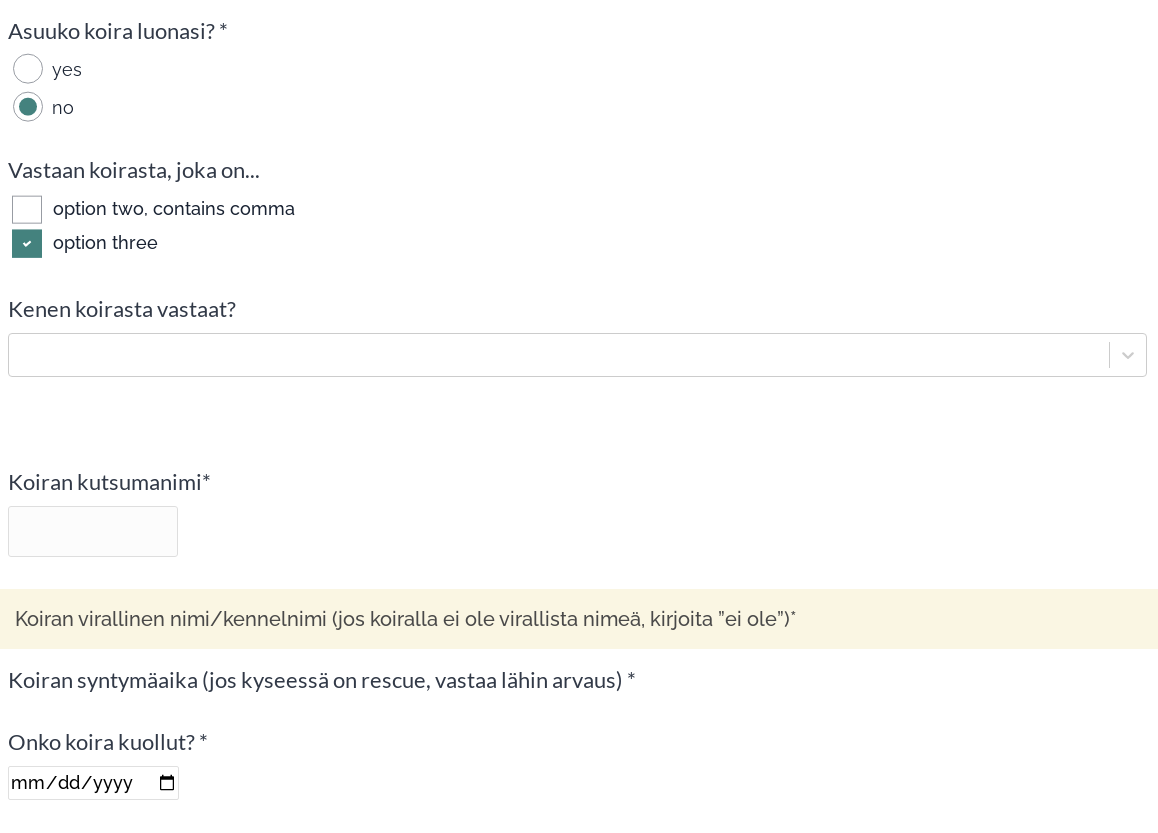 Asuuko koira luonasi? *
yes
no
Vastaan koirasta, joka on...
option two, contains comma
option three
Kenen koirasta vastaat?
Koiran kutsumanimi*
Koiran virallinen nimi/kennelnimi (jos koiralla ei ole virallista nimeä, kirjoita ”ei ole”)*
Koiran syntymäaika (jos kyseessä on rescue, vastaa lähin arvaus) *
Onko koira kuollut? *
mm/dd/yyyy